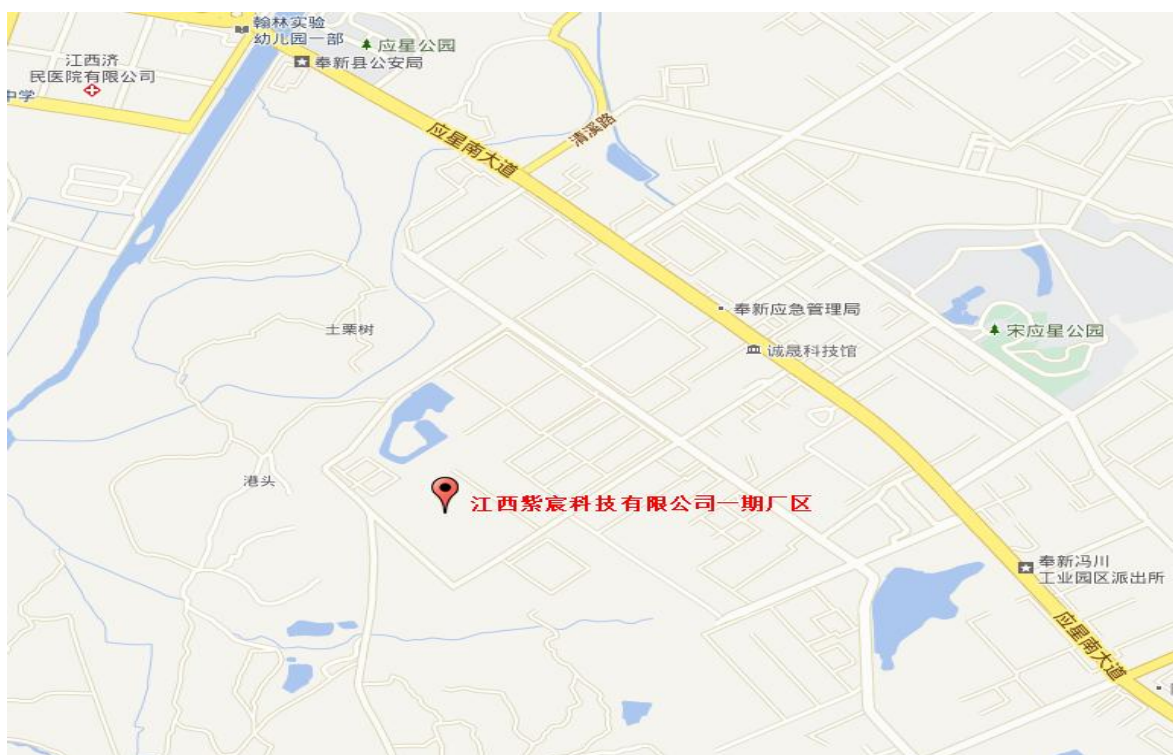 翰林实验
幼儿园一部
应星公园
奉新县公安局
江西济
民医院有限公司
中学
应星南大道
清溪路
奉新应急管理局
诚晟科技馆
宋应星公园
土栗树
港头
江西紫宸科技有限公司一期厂区
奉新冯川
工业园区派出所
应星南大道